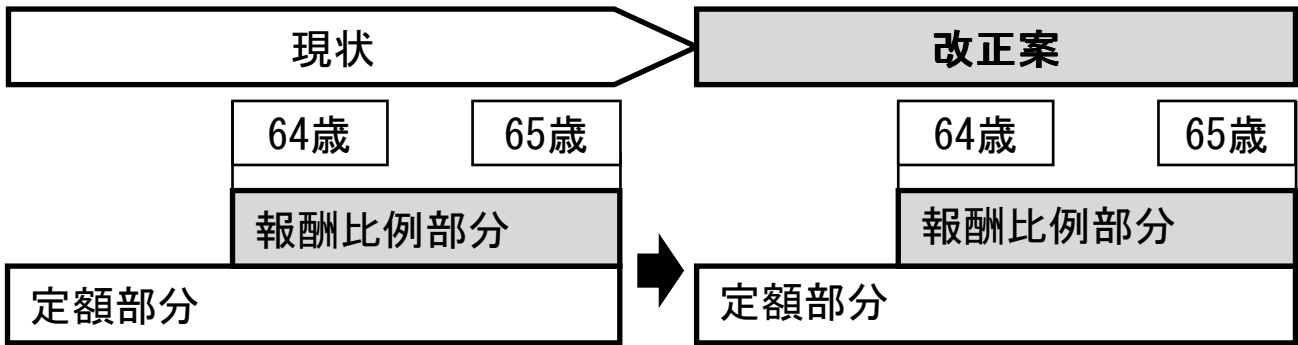 現状
改正案
64歳
65歳
64歳
65歳
報酬比例部分
報酬比例部分
定額部分
定額部分